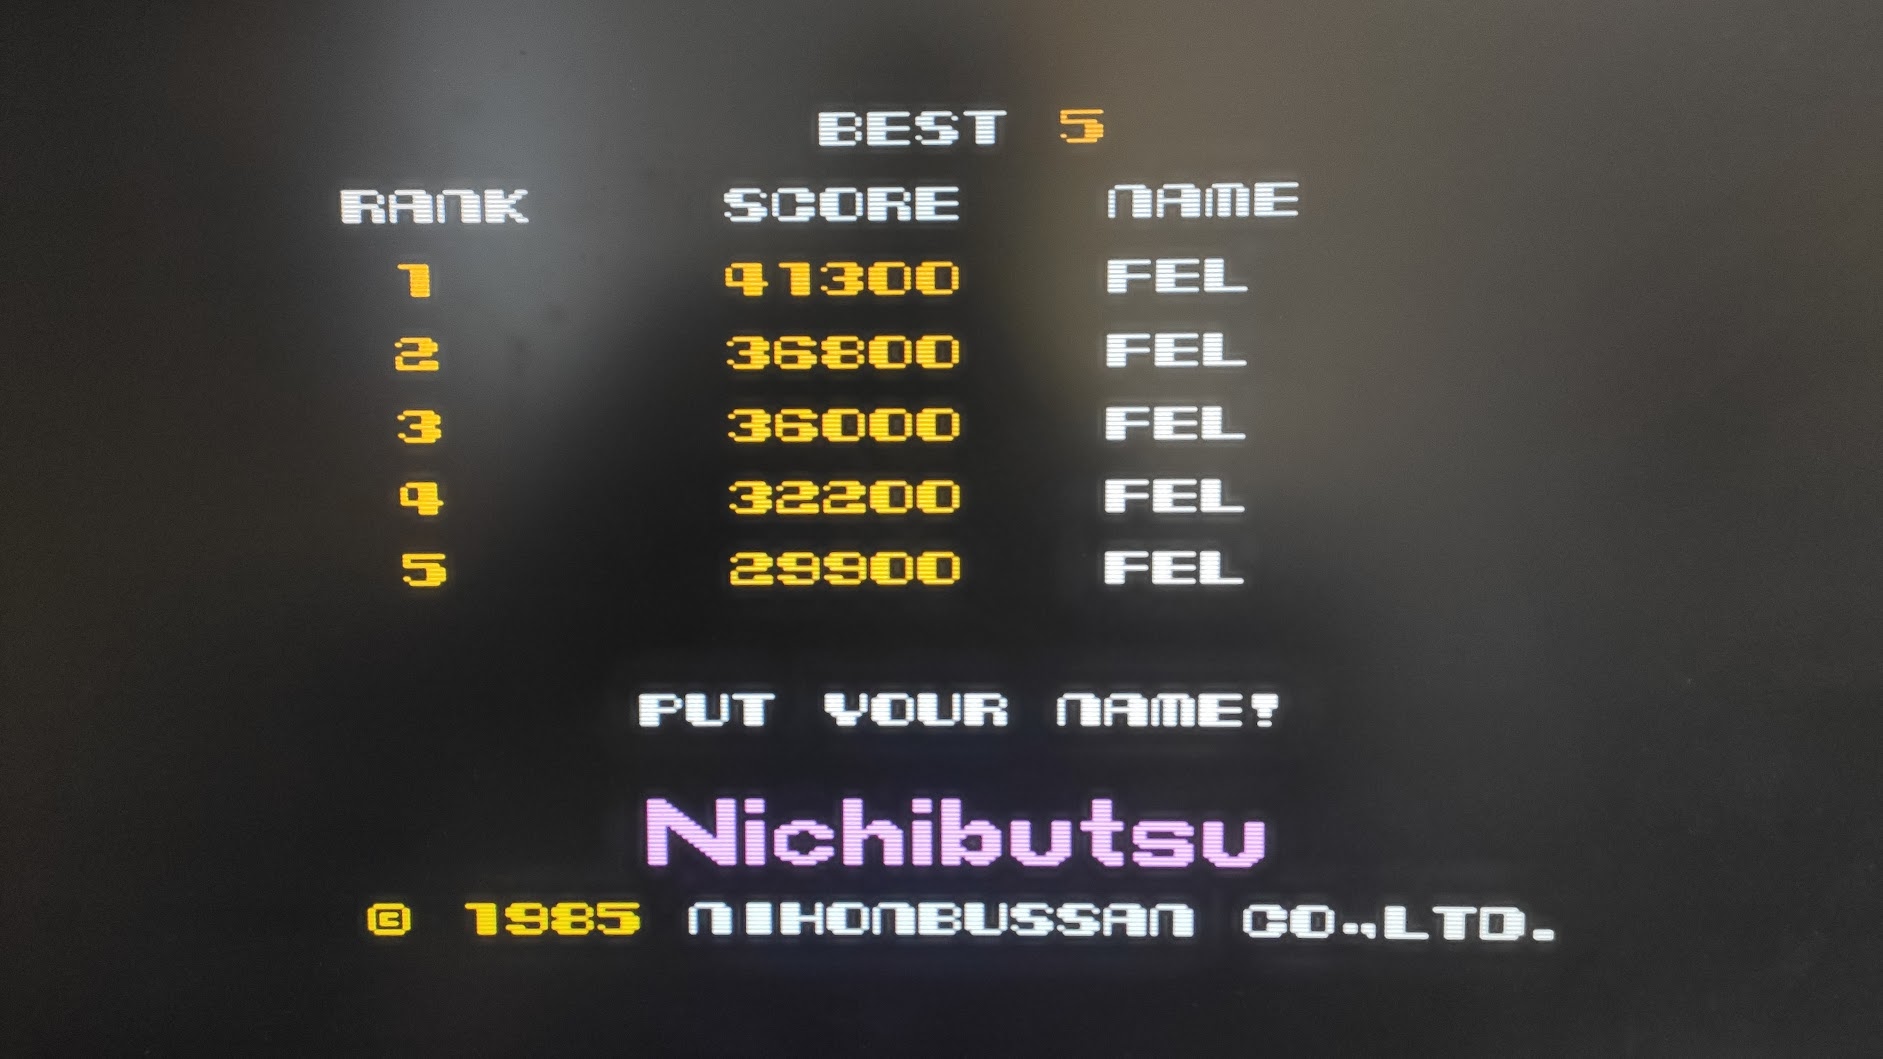 BEST 5
RANK SCORE NAME
1 41300 FEL
2 36800 FEL
3 36000 FEL
4 32200 FEL
5 29900 FEL
PUT YOUR NAME!
Nichibutsu
© 1985 NIHONBUSSAN CO.,LTD.